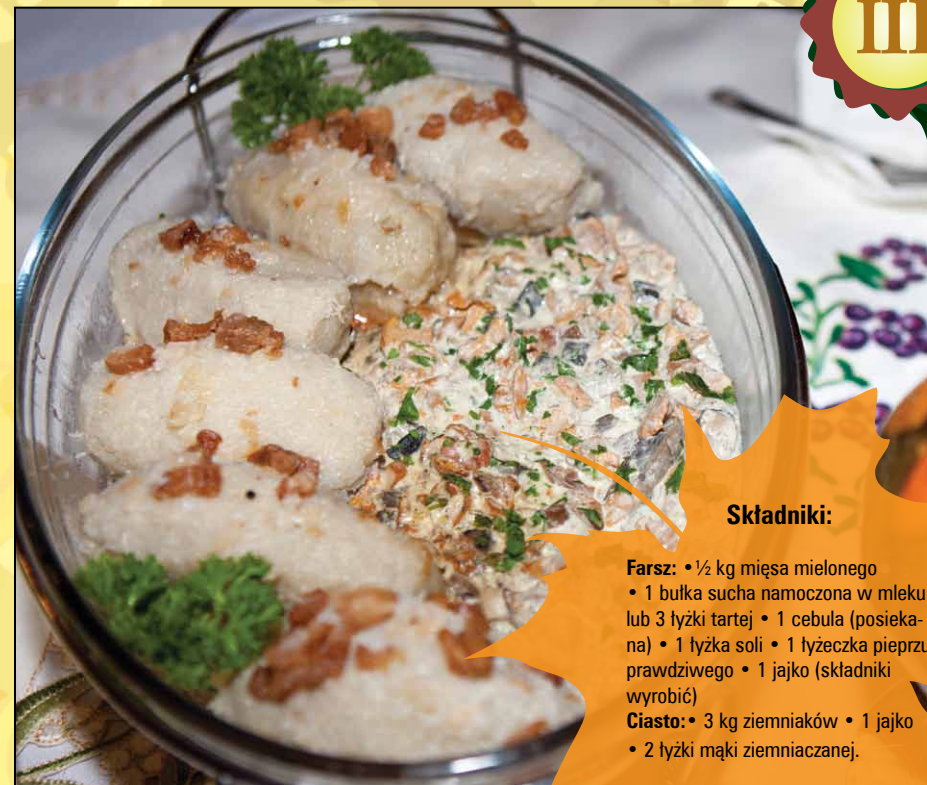 III
Składniki:
Farsz: • ½ kg mięsa mielonego
• 1 bułka sucha namoczona w mleku
lub 3 łyżki tartej • 1 cebula (posieka-
na) • 1 łyżka soli • 1 łyżeczka pieprzu
prawdziwego • 1 jajko (składniki
wyrobić)
Ciasto: • 3 kg ziemniaków • 1 jajko
• 2 łyżki mąki ziemniaczanej.